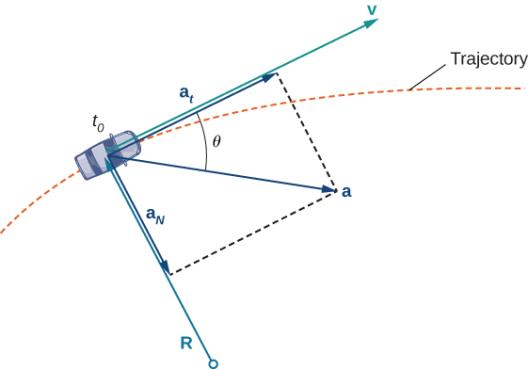 v
Trajectory
a_t
t_0
θ
a
a_N
R